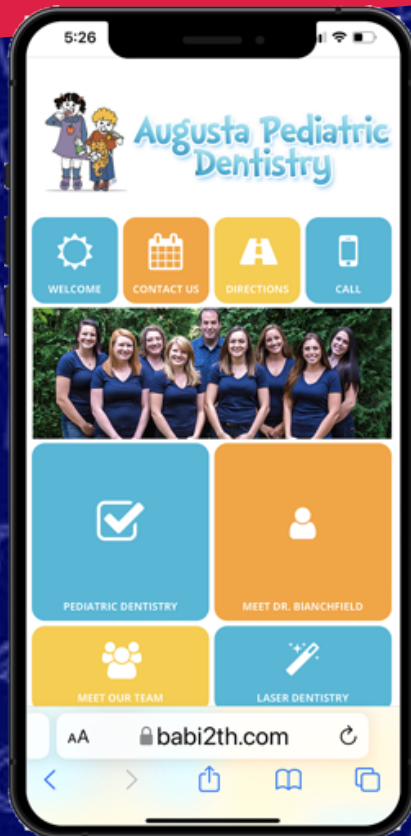 5:26
Augusta Pediatric
Dentistry
WELCOME
CONTACT US
DIRECTIONS
CALL
PEDIATRIC DENTISTRY
MEET DR. BIANCHFIELD
MEET OUR TEAM
LASER DENTISTRY
AA
babi2th.com